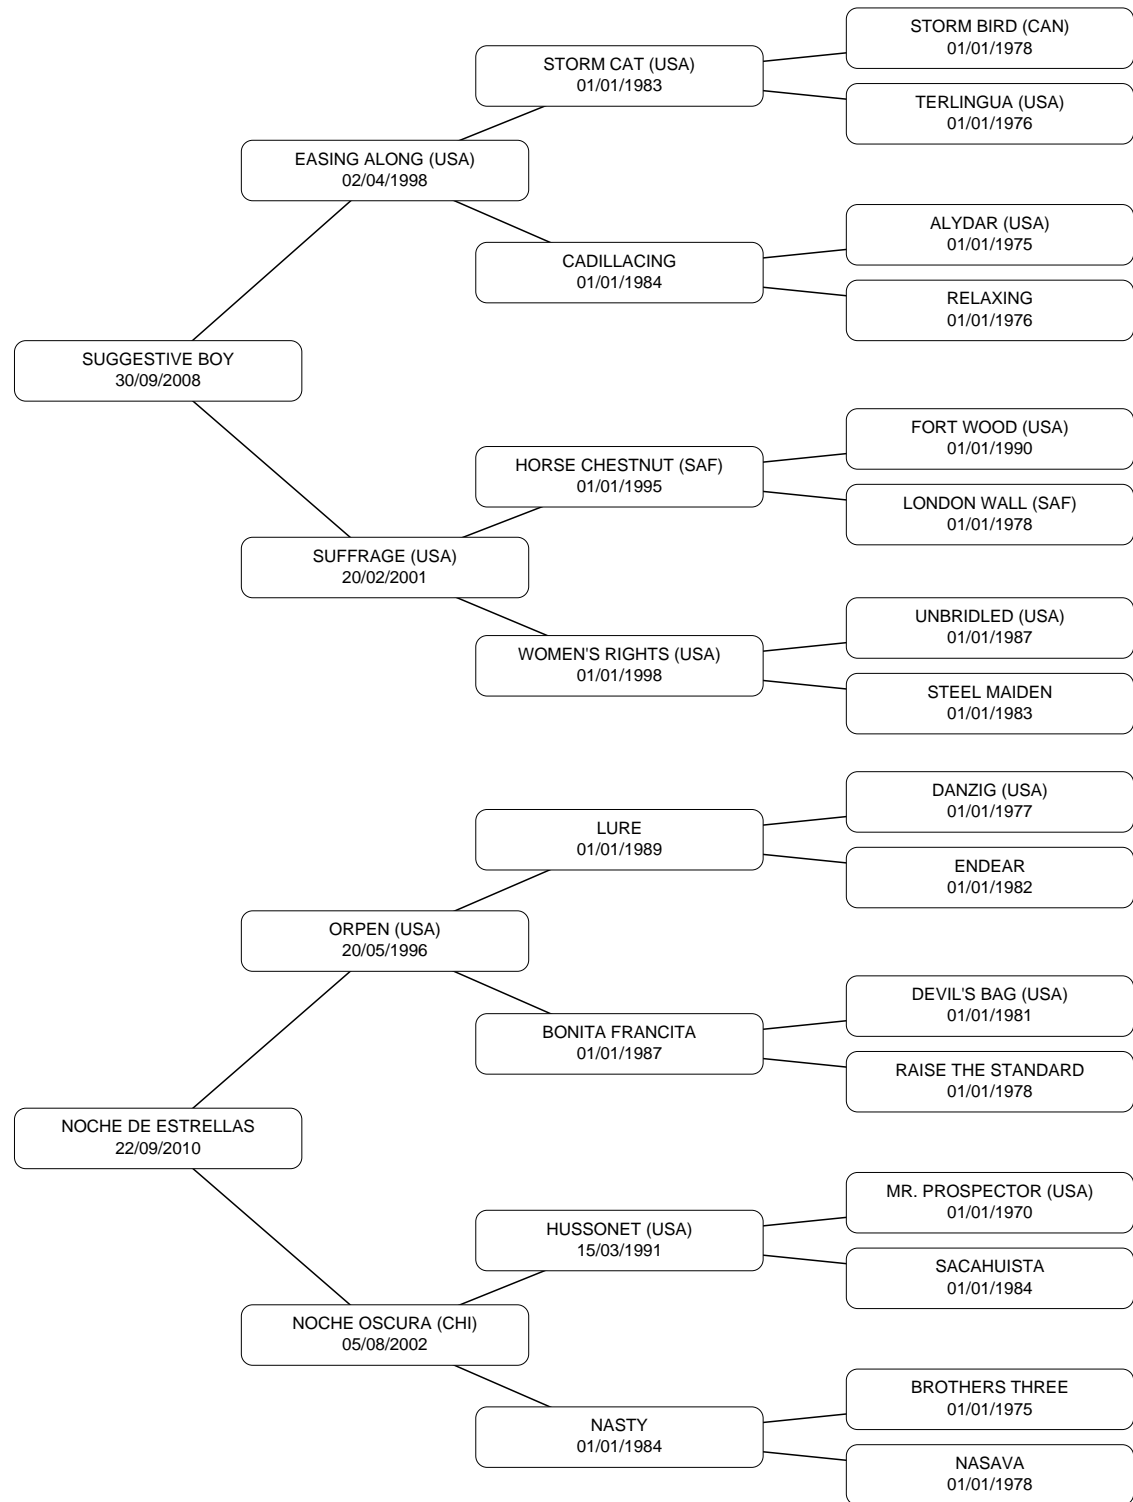 STORM BIRD (CAN)
01/01/1978
STORM CAT (USA)
01/01/1983
TERLINGUA (USA)
01/01/1976
EASING ALONG (USA)
02/04/1998
ALYDAR (USA)
01/01/1975
CADILLACING
01/01/1984
RELAXING
01/01/1976
SUGGESTIVE BOY
30/09/2008
FORT WOOD (USA)
01/01/1990
HORSE CHESTNUT (SAF)
01/01/1995
LONDON WALL (SAF)
01/01/1978
SUFFRAGE (USA)
20/02/2001
UNBRIDLED (USA)
01/01/1987
WOMEN'S RIGHTS (USA)
01/01/1998
STEEL MAIDEN
01/01/1983
DANZIG (USA)
01/01/1977
LURE
01/01/1989
ENDEAR
01/01/1982
ORPEN (USA)
20/05/1996
DEVIL'S BAG (USA)
01/01/1981
BONITA FRANCITA
01/01/1987
RAISE THE STANDARD
01/01/1978
NOCHE DE ESTRELLAS
22/09/2010
MR. PROSPECTOR (USA)
01/01/1970
HUSSONET (USA)
15/03/1991
SACAHUISTA
01/01/1984
NOCHE OSCURA (CHI)
05/08/2002
BROTHERS THREE
01/01/1975
NASTY
01/01/1984
NASAVA
01/01/1978